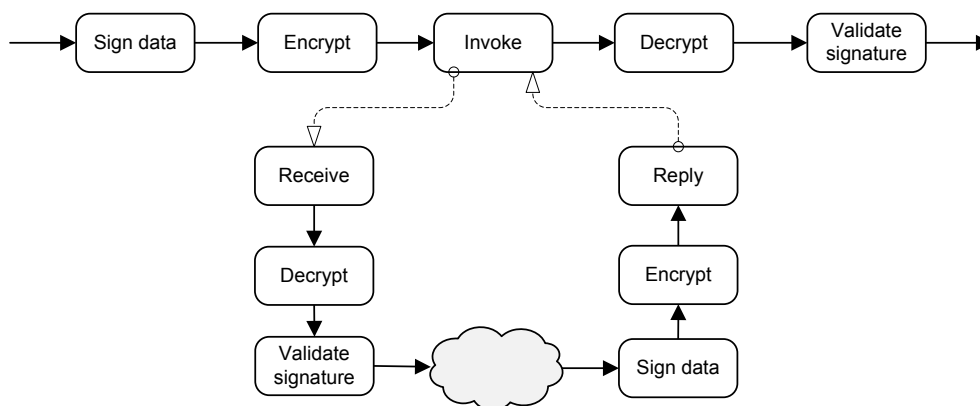 Sign data
Encrypt
Invoke
Decrypt
Validate
signature
Receive
Reply
Decrypt
Encrypt
Validate
signature
Sign data